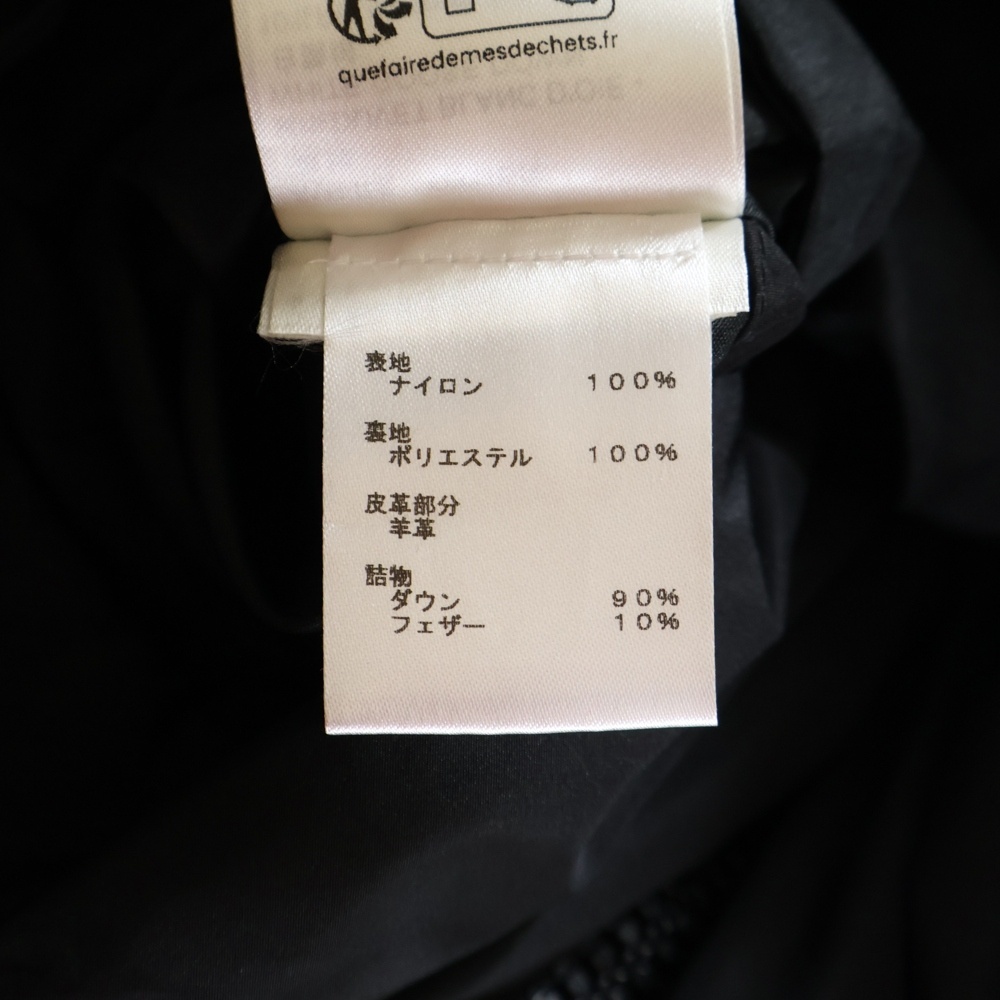 quefairedemesdechets.fr
表地
ナイロン 100%
裏地
ポリエステル 100%
皮革部分
羊革
詰物
ダウン 90%
フェザー 10%